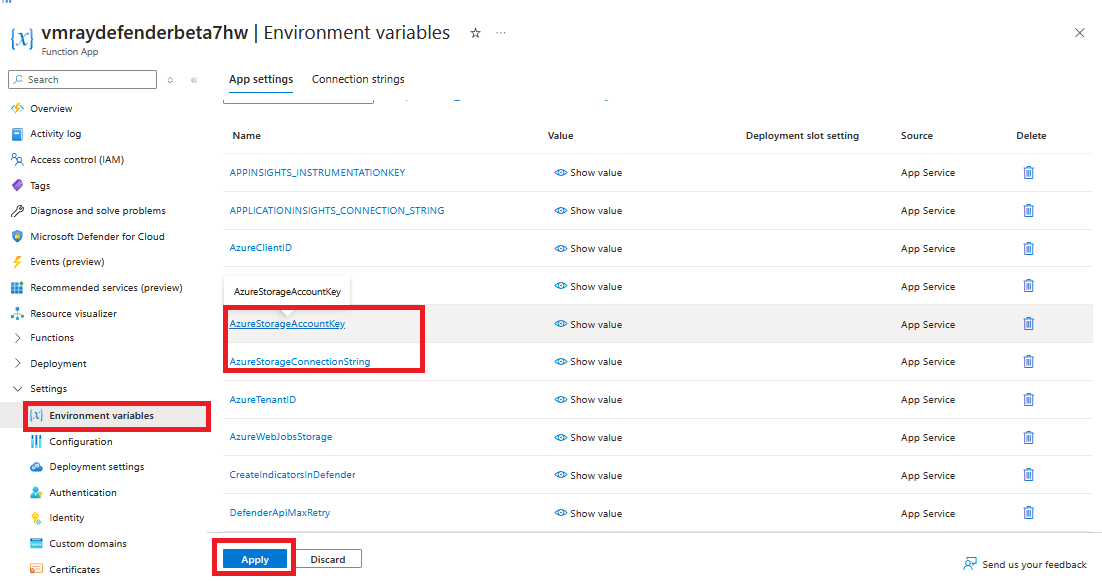 vmraydefenderbeta7hw | Environment variables
Function App
Search
App settings
Connection strings
Overview
Activity log
Access control (IAM)
Tags
Diagnose and solve problems
Microsoft Defender for Cloud
Events (preview)
Recommended services (preview)
Resource visualizer
Functions
Deployment
Settings
Environment variables
Configuration
Deployment settings
Authentication
Identity
Custom domains
Certificates
Name Value Deployment slot setting Source Delete
APPINSIGHTS_INSTRUMENTATIONKEY Show value App Service
APPLICATIONINSIGHTS_CONNECTION_STRING Show value App Service
AzureClientID Show value App Service
AzureStorageAccountKey Show value App Service
AzureStorageAccountKey Show value App Service
AzureStorageConnectionString Show value App Service
AzureTenantID Show value App Service
AzureWebJobsStorage Show value App Service
CreateIndicatorsInDefender Show value App Service
DefenderApiMaxRetry Show value App Service
Apply
Discard
Send us your feedback